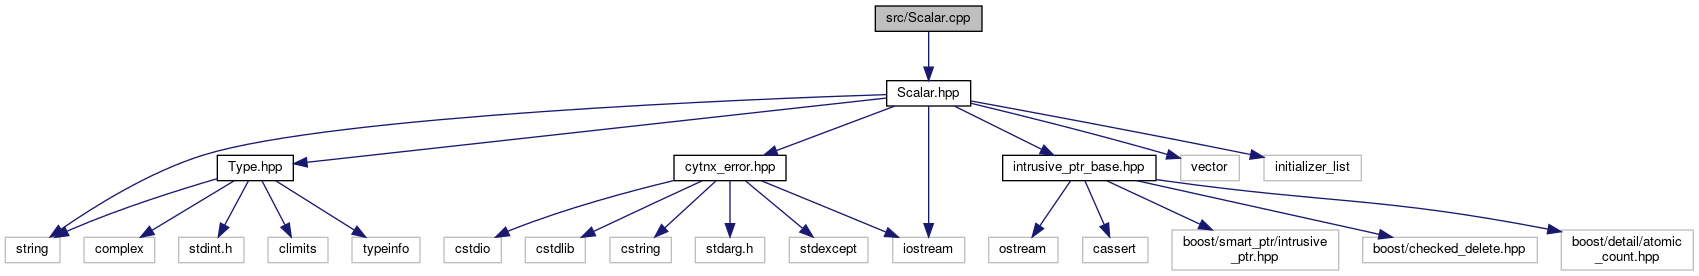 src/Scalar.cpp
Scalar.hpp
Type.hpp
cytnx_error.hpp
intrusive_ptr_base.hpp
vector
initializer_list
string
complex
stdint.h
climits
typeinfo
cstdio
cstdlib
cstring
stdarg.h
stdexcept
iostream
ostream
cassert
boost/smart_ptr/intrusive
_ptr.hpp
boost/checked_delete.hpp
boost/detail/atomic
_count.hpp